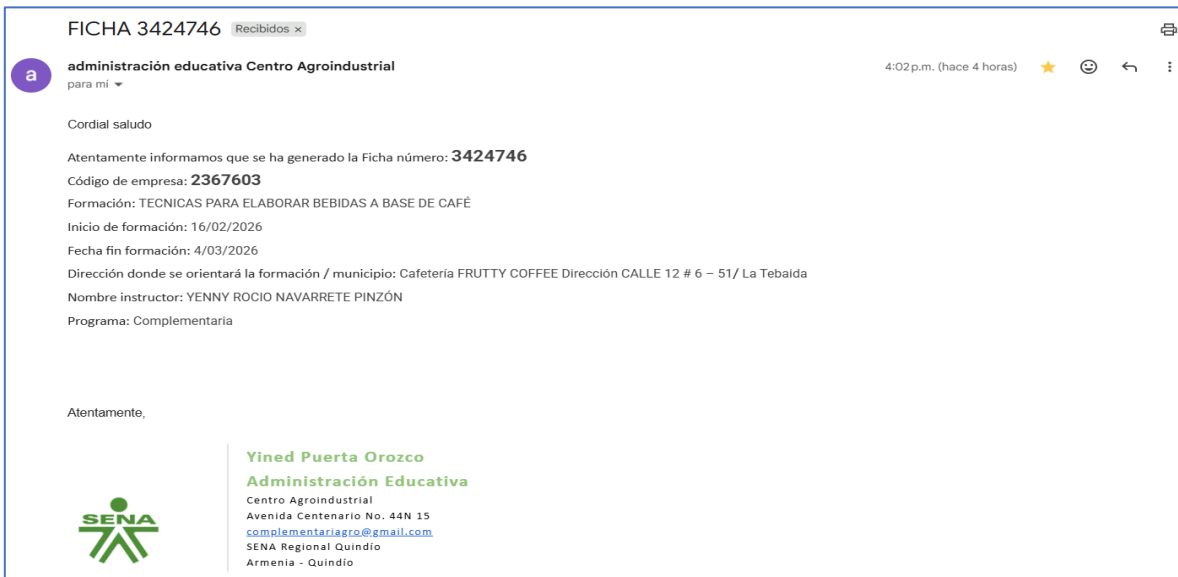 FICHA 3424746 Recibidos ×
administración educativa Centro Agroindustrial
4:02 p.m. (hace 4 horas)
a
para mí
Cordial saludo
Atentamente informamos que se ha generado la Ficha número: 3424746
Código de empresa: 2367603
Formación: TECNICAS PARA ELABORAR BEBIDAS A BASE DE CAFÉ
Inicio de formación: 16/02/2026
Fecha fin formación: 4/03/2026
Dirección donde se orientará la formación / municipio: Cafetería FRUTTY COFFEE Dirección CALLE 12 # 6 – 51/ La Tebaida
Nombre instructor: YENNY ROCIO NAVARRETE PINZÓN
Programa: Complementaria
Atentamente,
Yined Puerta Orozco
Administración Educativa
Centro Agroindustrial
Avenida Centenario No. 44N 15
complementariagro@gmail.com
SENA Regional Quindío
Armenia - Quindío
SENA